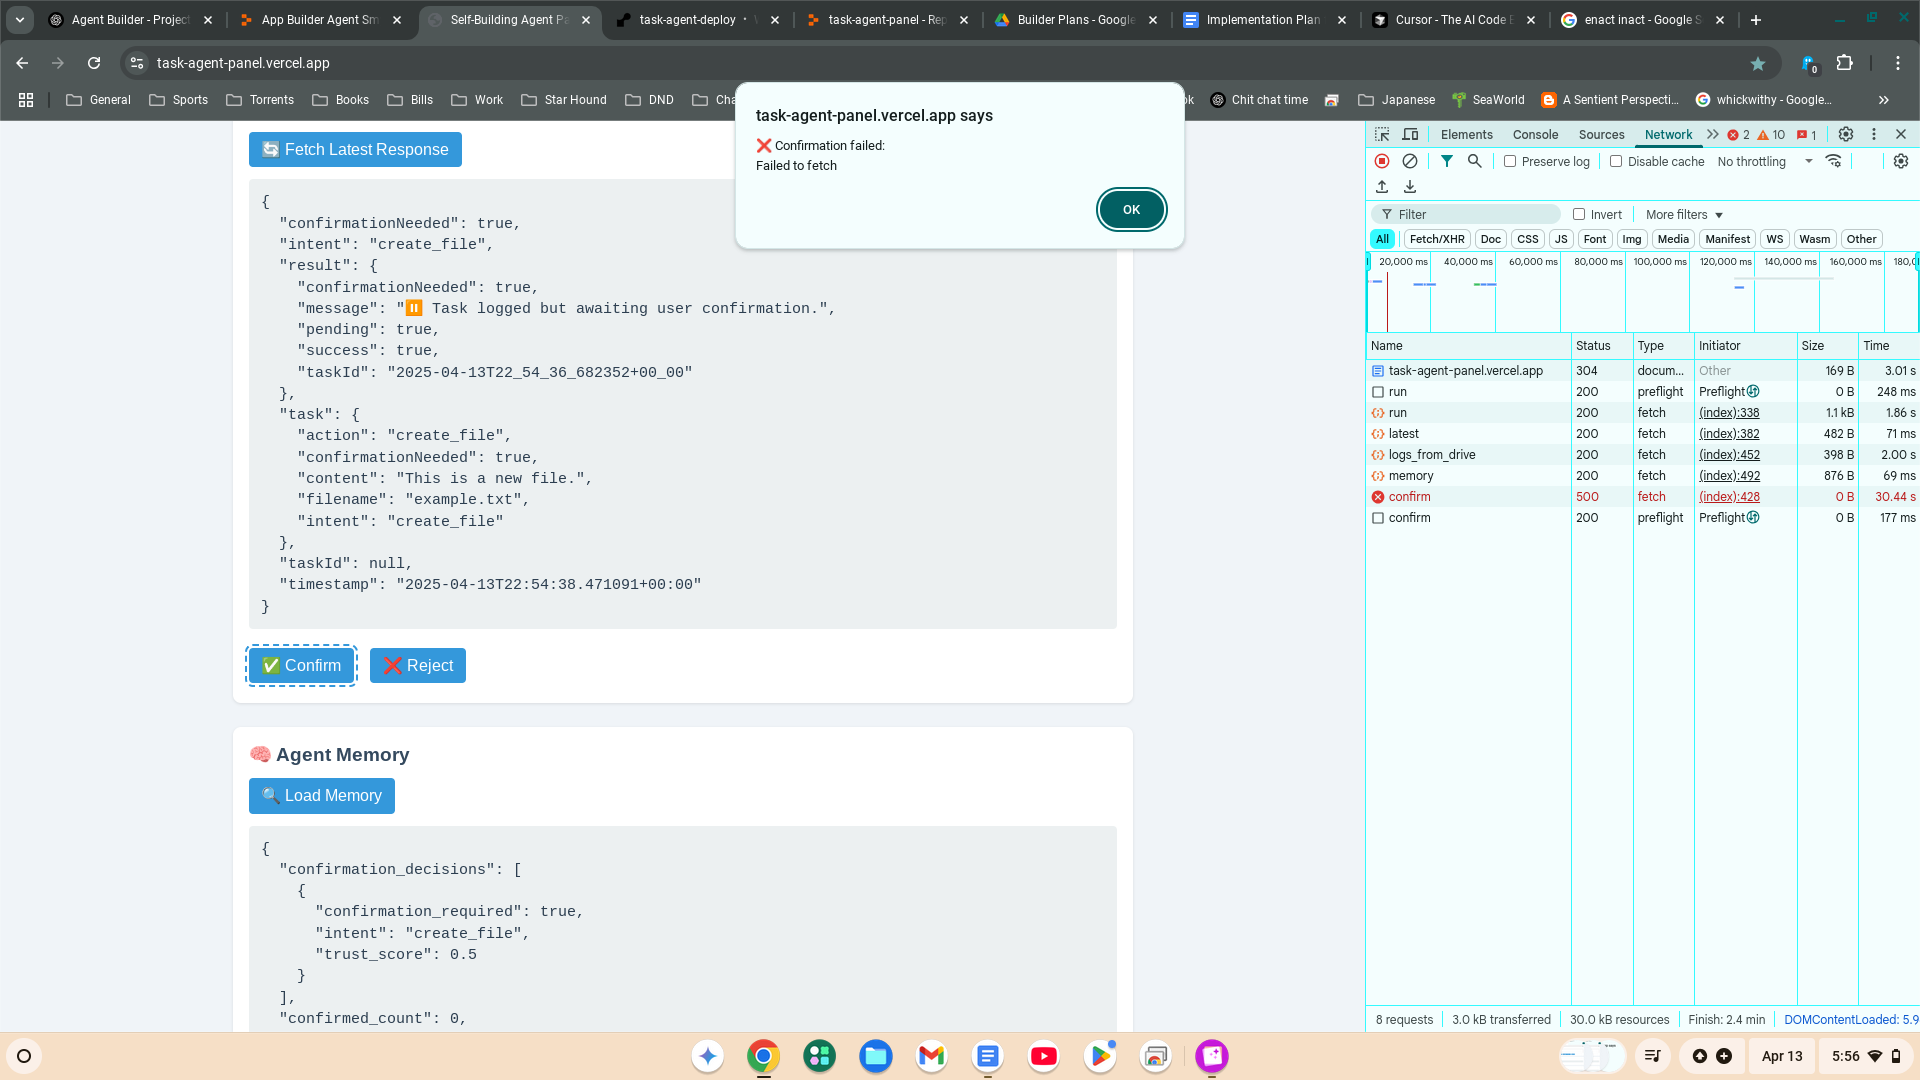 Agent Builder - Project
App Builder Agent Sm
Self-Building Agent Pa
task-agent-deploy
task-agent-panel - Rep
Builder Plans - Google
Implementation Plan
Cursor - The AI Code E
enact inact - Google S
task-agent-panel.vercel.app
0
General
Sports
Torrents
Books
Bills
Work
Star Hound
DND
Chit chat time
Japanese
SeaWorld
A Sentient Perspecti...
whickwithy - Google...
task-agent-panel.vercel.app says
❌ Confirmation failed:
Failed to fetch
OK
🔄 Fetch Latest Response
{
"confirmationNeeded": true,
"intent": "create_file",
"result": {
"confirmationNeeded": true,
"message": "⏸️ Task logged but awaiting user confirmation.",
"pending": true,
"success": true,
"taskId": "2025-04-13T22_54_36_682352+00_00"
},
"task": {
"action": "create_file",
"confirmationNeeded": true,
"content": "This is a new file.",
"filename": "example.txt",
"intent": "create_file"
},
"taskId": null,
"timestamp": "2025-04-13T22:54:38.471091+00:00"
}
✅ Confirm
❌ Reject
🧠 Agent Memory
🔍 Load Memory
{
"confirmation_decisions": [
{
"confirmation_required": true,
"intent": "create_file",
"trust_score": 0.5
}
],
"confirmed_count": 0,
Elements Console Sources Network 2 10 1
Preserve log Disable cache No throttling
Filter Invert More filters
All Fetch/XHR Doc CSS JS Font Img Media Manifest WS Wasm Other
20,000 ms 40,000 ms 60,000 ms 80,000 ms 100,000 ms 120,000 ms 140,000 ms 160,000 ms 180,0
Name Status Type Initiator Size Time
task-agent-panel.vercel.app 304 docum... Other 169 B 3.01 s
run 200 preflight Preflight 0 B 248 ms
run 200 fetch (index):338 1.1 kB 1.86 s
latest 200 fetch (index):382 482 B 71 ms
logs_from_drive 200 fetch (index):452 398 B 2.00 s
memory 200 fetch (index):492 876 B 69 ms
confirm 500 fetch (index):428 0 B 30.44 s
confirm 200 preflight Preflight 0 B 177 ms
8 requests 3.0 kB transferred 30.0 kB resources Finish: 2.4 min DOMContentLoaded: 5.9
Apr 13
5:56